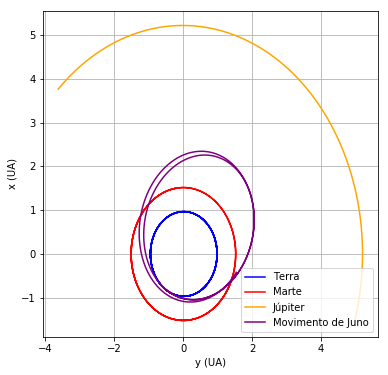 5
4
3
2
1
0
−1
−4
−2
0
2
4
x (UA)
y (UA)
Terra
Marte
Júpiter
Movimento de Juno